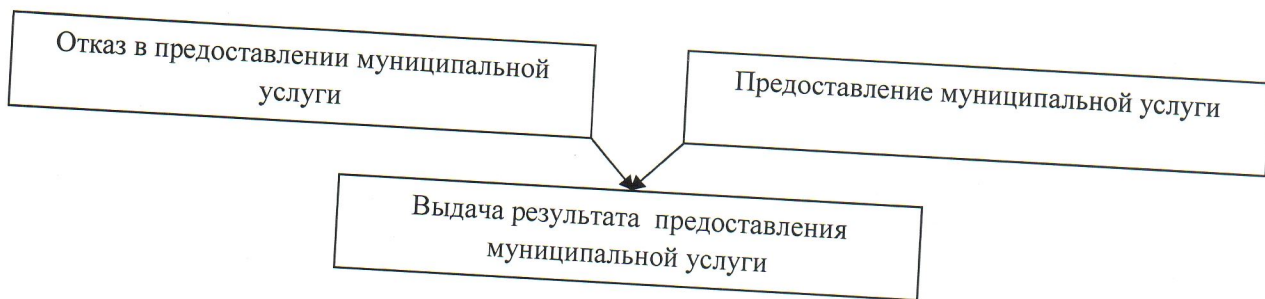 Отказ в предоставлении муниципальной
услуги
Предоставление муниципальной услуги
Выдача результата предоставления
муниципальной услуги